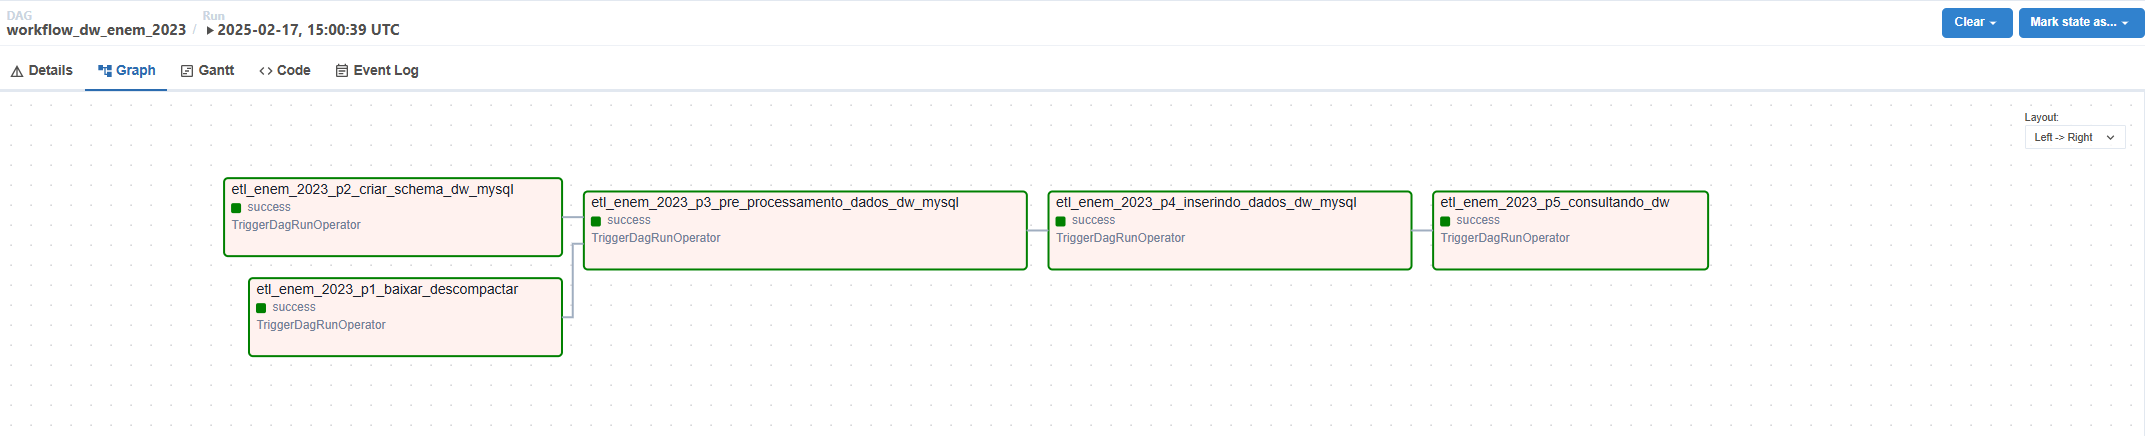 DAG Run
workflow_dw_enem_2023 / 2025-02-17, 15:00:39 UTC
Clear
Mark state as...
Details
Graph
Gantt
Code
Event Log
Layout:
Left -> Right
etl_enem_2023_p2_criar_schema_dw_mysql
success
TriggerDagRunOperator
etl_enem_2023_p1_baixar_descompactar
success
TriggerDagRunOperator
etl_enem_2023_p3_pre_processamento_dados_dw_mysql
success
TriggerDagRunOperator
etl_enem_2023_p4_inserindo_dados_dw_mysql
success
TriggerDagRunOperator
etl_enem_2023_p5_consultando_dw
success
TriggerDagRunOperator